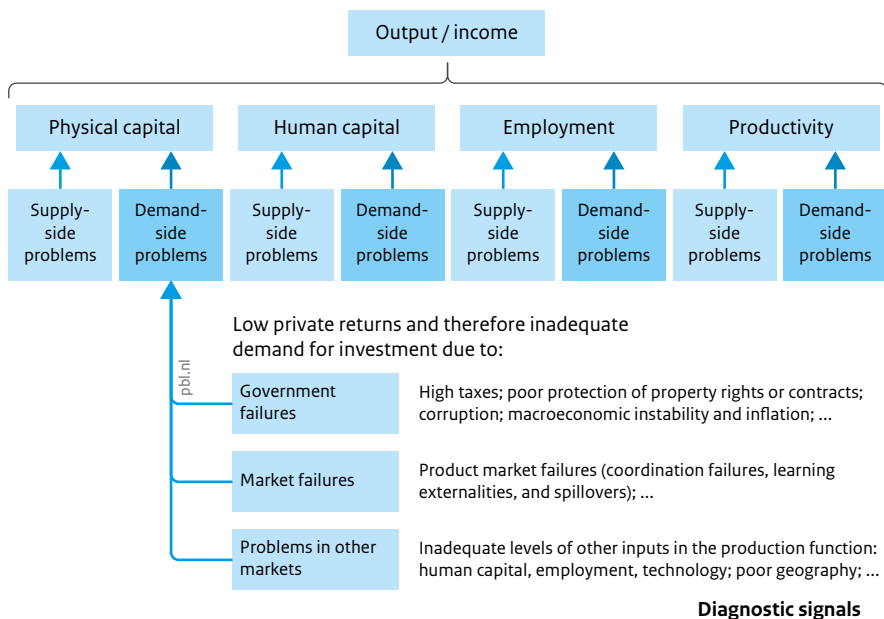 Output / income
Physical capital
Human capital
Employment
Productivity
Supply-
side
problems
Demand-
side
problems
Supply-
side
problems
Demand-
side
problems
Supply-
side
problems
Demand-
side
problems
Supply-
side
problems
Demand-
side
problems
Low private returns and therefore inadequate
demand for investment due to:
pbl.nl
Government
failures
High taxes; poor protection of property rights or contracts;
corruption; macroeconomic instability and inflation; ...
Market failures
Product market failures (coordination failures, learning
externalities, and spillovers); ...
Problems in other
markets
Inadequate levels of other inputs in the production function:
human capital, employment, technology; poor geography; ...
Diagnostic signals